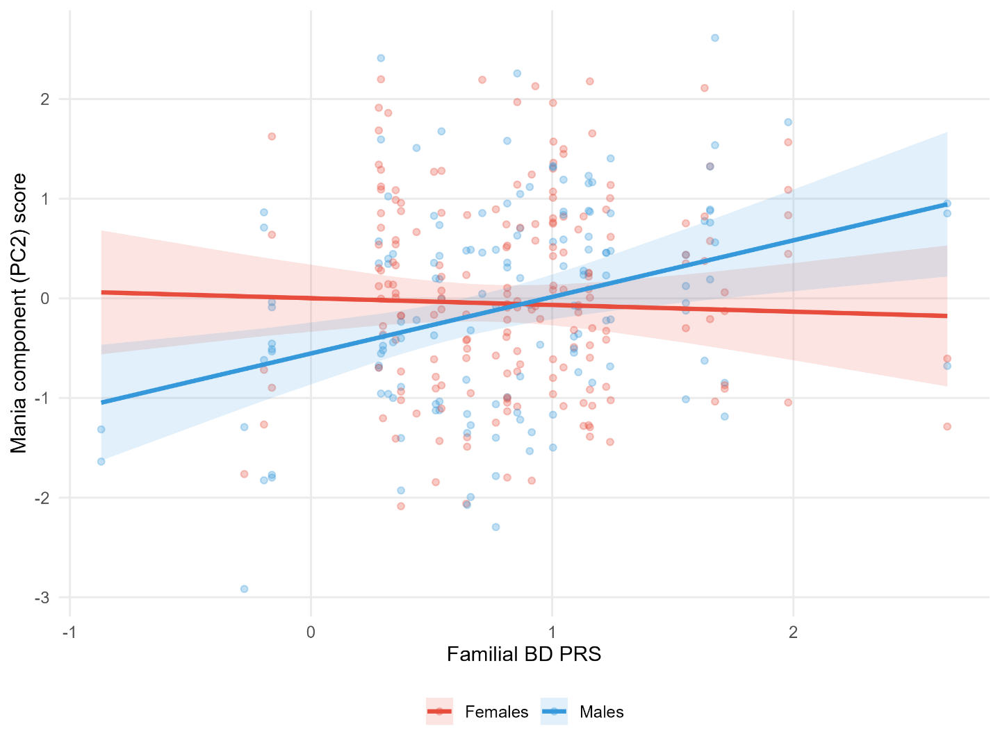 Mania component (PC2) score
2
1
0
-1
-2
-3
-1 0 1 2
Familial BD PRS
Females Males